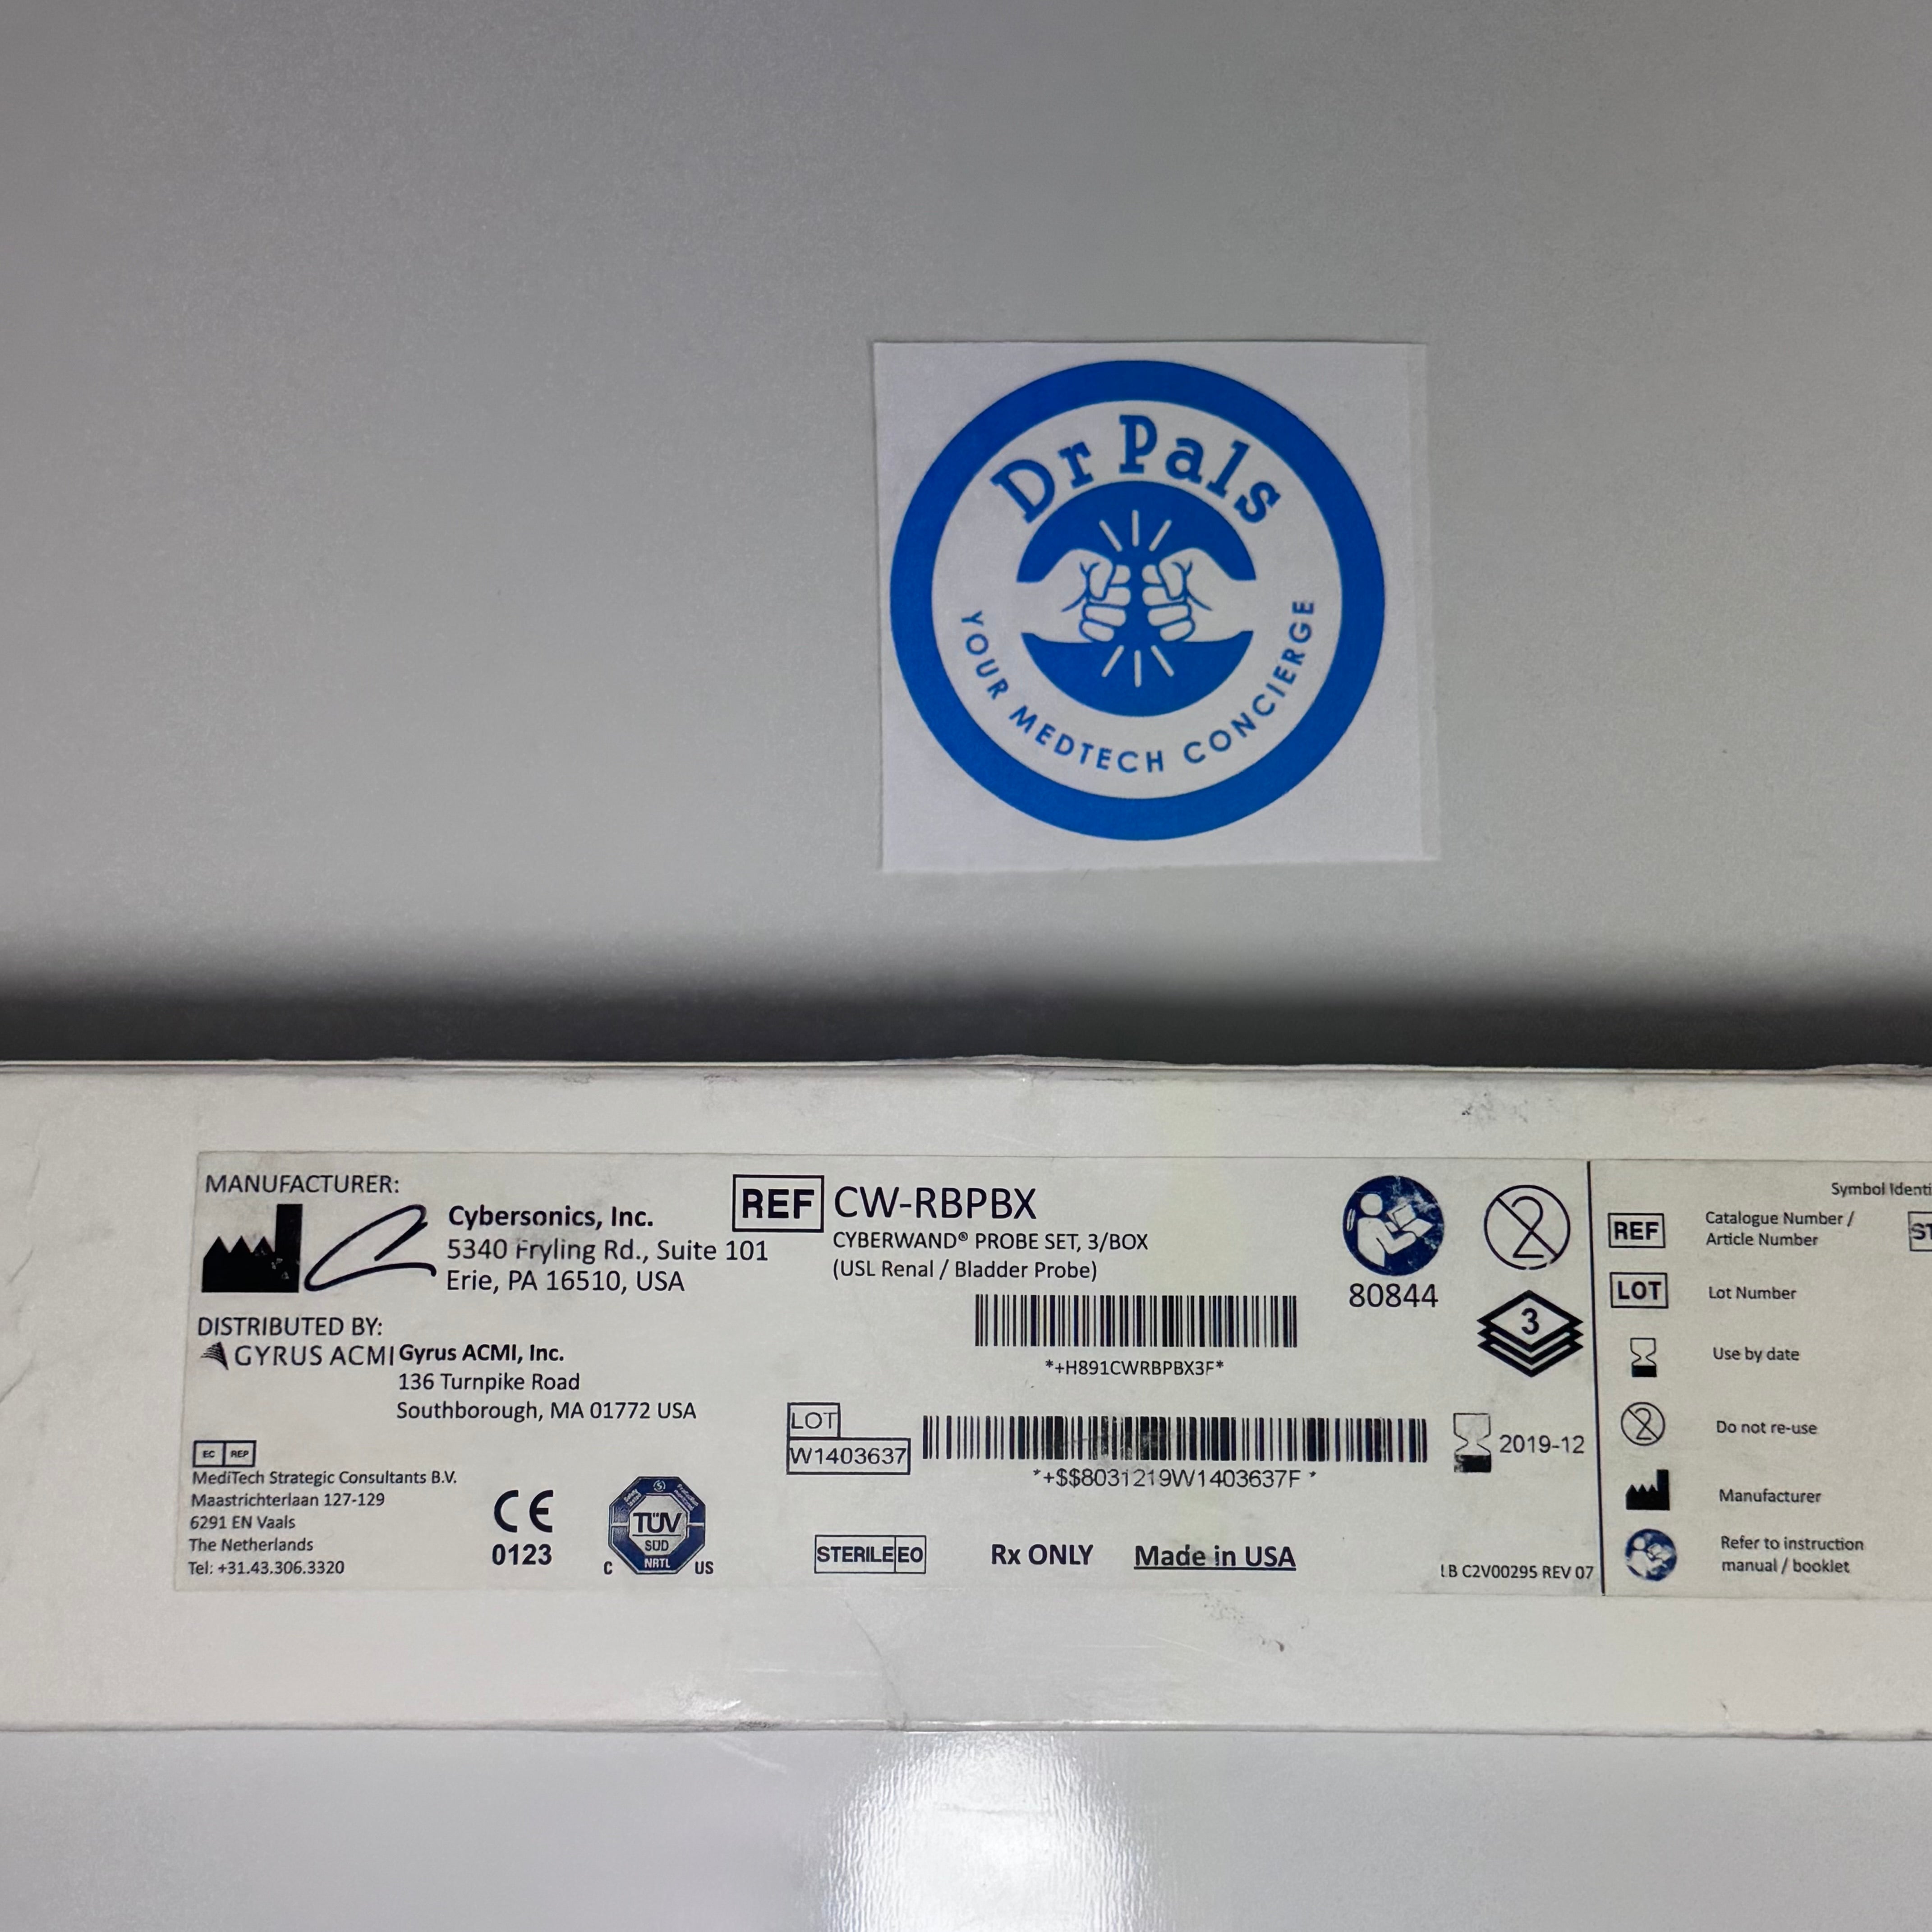 Dr Pals
YOUR MEDTECH CONCIERGE
MANUFACTURER:
Cybersonics, Inc.
5340 Fryling Rd., Suite 101
Erie, PA 16510, USA
DISTRIBUTED BY:
GYRUS ACMI Gyrus ACMI, Inc.
136 Turnpike Road
Southborough, MA 01772 USA
EC REP
MediTech Strategic Consultants B.V.
Maastrichterlaan 127-129
6291 EN Vaals
The Netherlands
Tel: +31.43.306.3320
CE
0123
TÜV
SÜD
NRTL
C US
REF CW-RBPBX
CYBERWAND® PROBE SET, 3/BOX
(USL Renal / Bladder Probe)
*+H891CWRBPBX3F*
LOT
W1403637
*+$$8031219W1403637F *
STERILE EO
Rx ONLY
Made in USA
80844
2
3
2019-12
LB C2V00295 REV 07
Symbol
REF Catalogue Number /
Article Number
LOT Lot Number
Use by date
2 Do not re-use
Manufacturer
Refer to instruction
manual / booklet